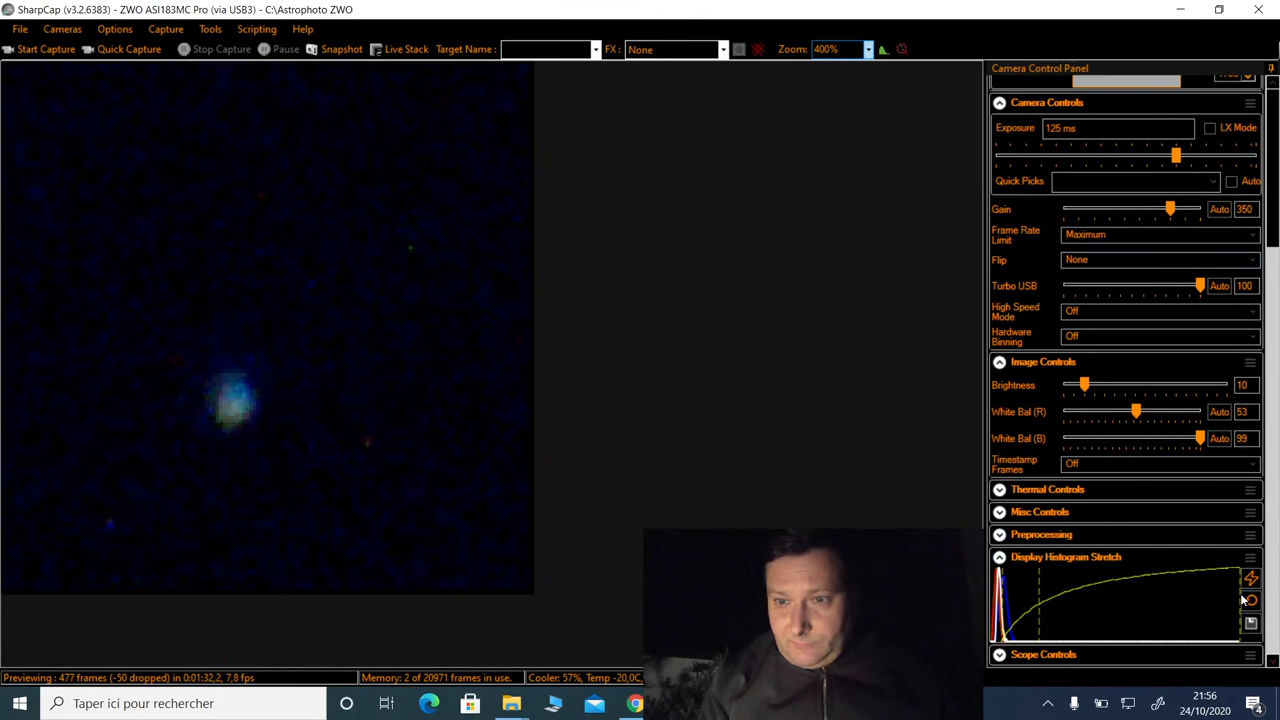 SharpCap (v3.2.6383) - ZWO ASI183MC Pro (via USB3) - C:\Astrophoto ZWO
File Cameras Options Capture Tools Scripting Help
Start Capture Quick Capture Stop Capture Pause Snapshot Live Stack Target Name : FX : None Zoom: 400%
Camera Control Panel
Camera Controls
Exposure 125 ms LX Mode
Quick Picks Auto
Gain Auto 350
Frame Rate Limit Maximum
Flip None
Turbo USB Auto 100
High Speed Mode Off
Hardware Binning Off
Image Controls
Brightness 10
White Bal (R) Auto 53
White Bal (B) Auto 99
Timestamp Frames Off
Thermal Controls
Misc Controls
Preprocessing
Display Histogram Stretch
Scope Controls
Previewing : 477 frames (-50 dropped) in 0:01:32,2, 7,8 fps Memory: 2 of 20971 frames in use. Cooler: 57%, Temp -20,0C,
Taper ici pour rechercher
21:56
24/10/2020
4